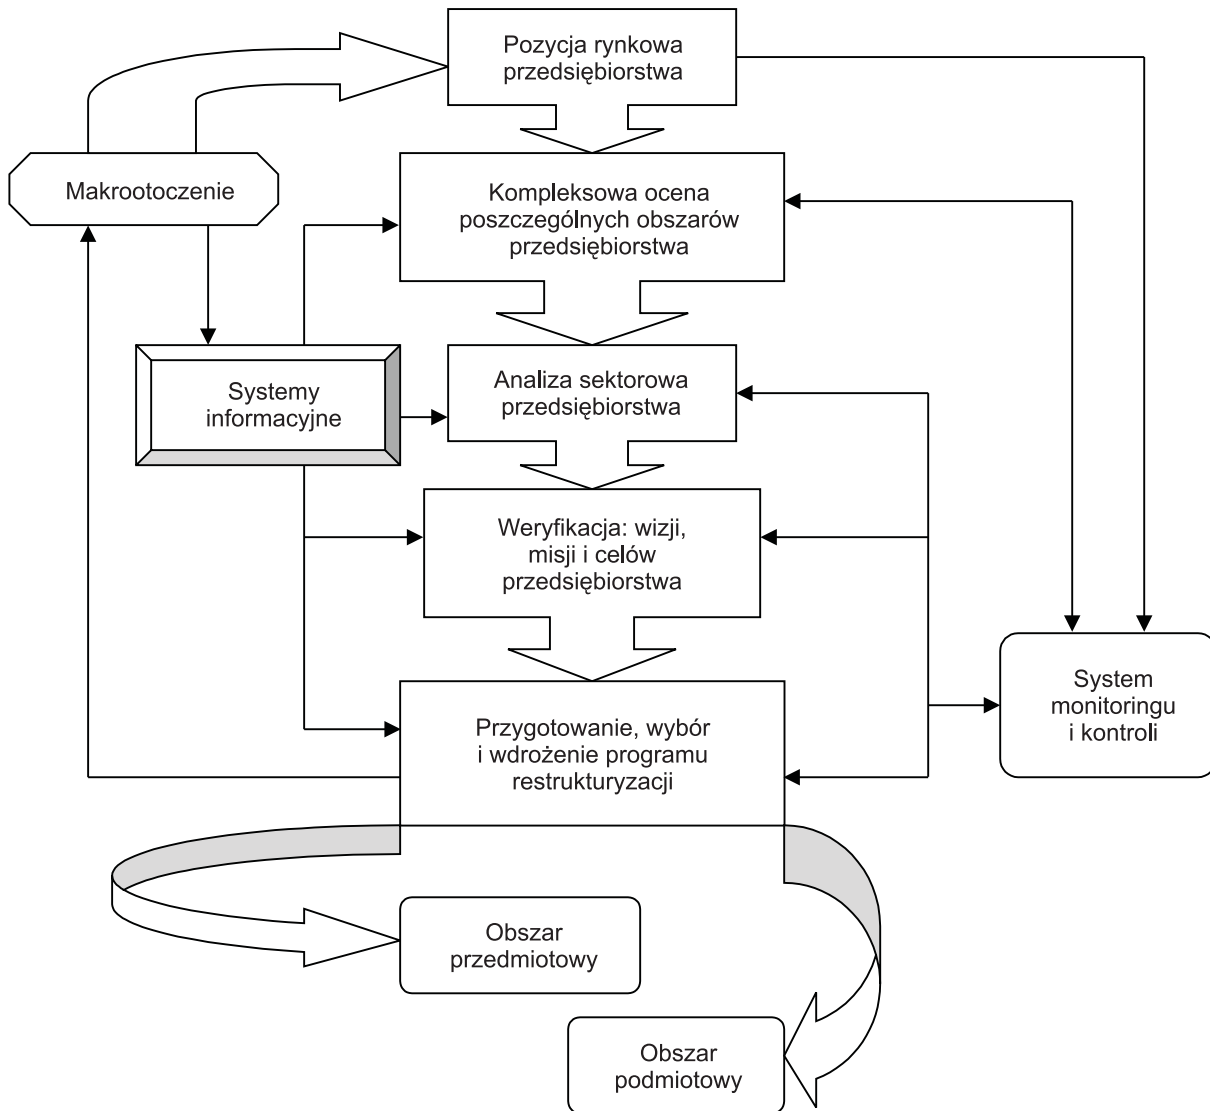 Pozycja rynkowa
przedsiębiorstwa
Makrootoczenie
Kompleksowa ocena
poszczególnych obszarów
przedsiębiorstwa
Systemy
informacyjne
Analiza sektorowa
przedsiębiorstwa
Weryfikacja: wizji,
misji i celów
przedsiębiorstwa
Przygotowanie, wybór
i wdrożenie programu
restrukturyzacji
System
monitoringu
i kontroli
Obszar
przedmiotowy
Obszar
podmiotowy